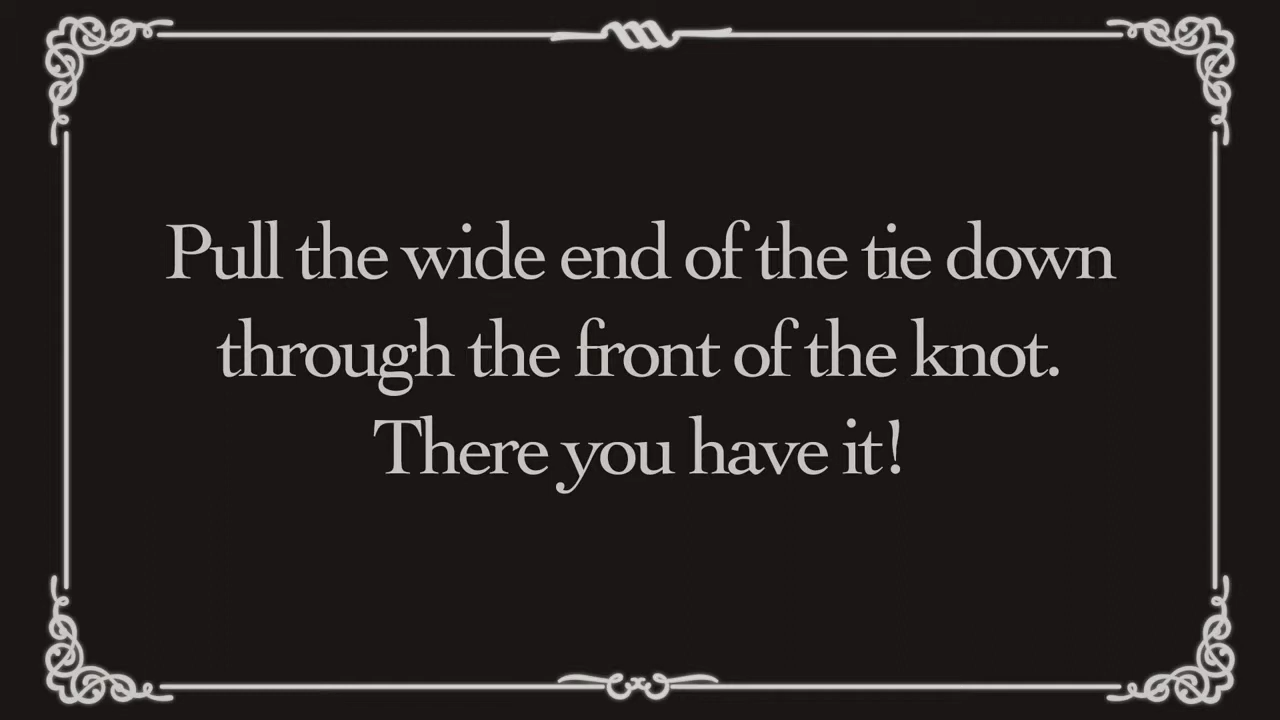 Pull the wide end of the tie down
through the front of the knot.
There you have it!